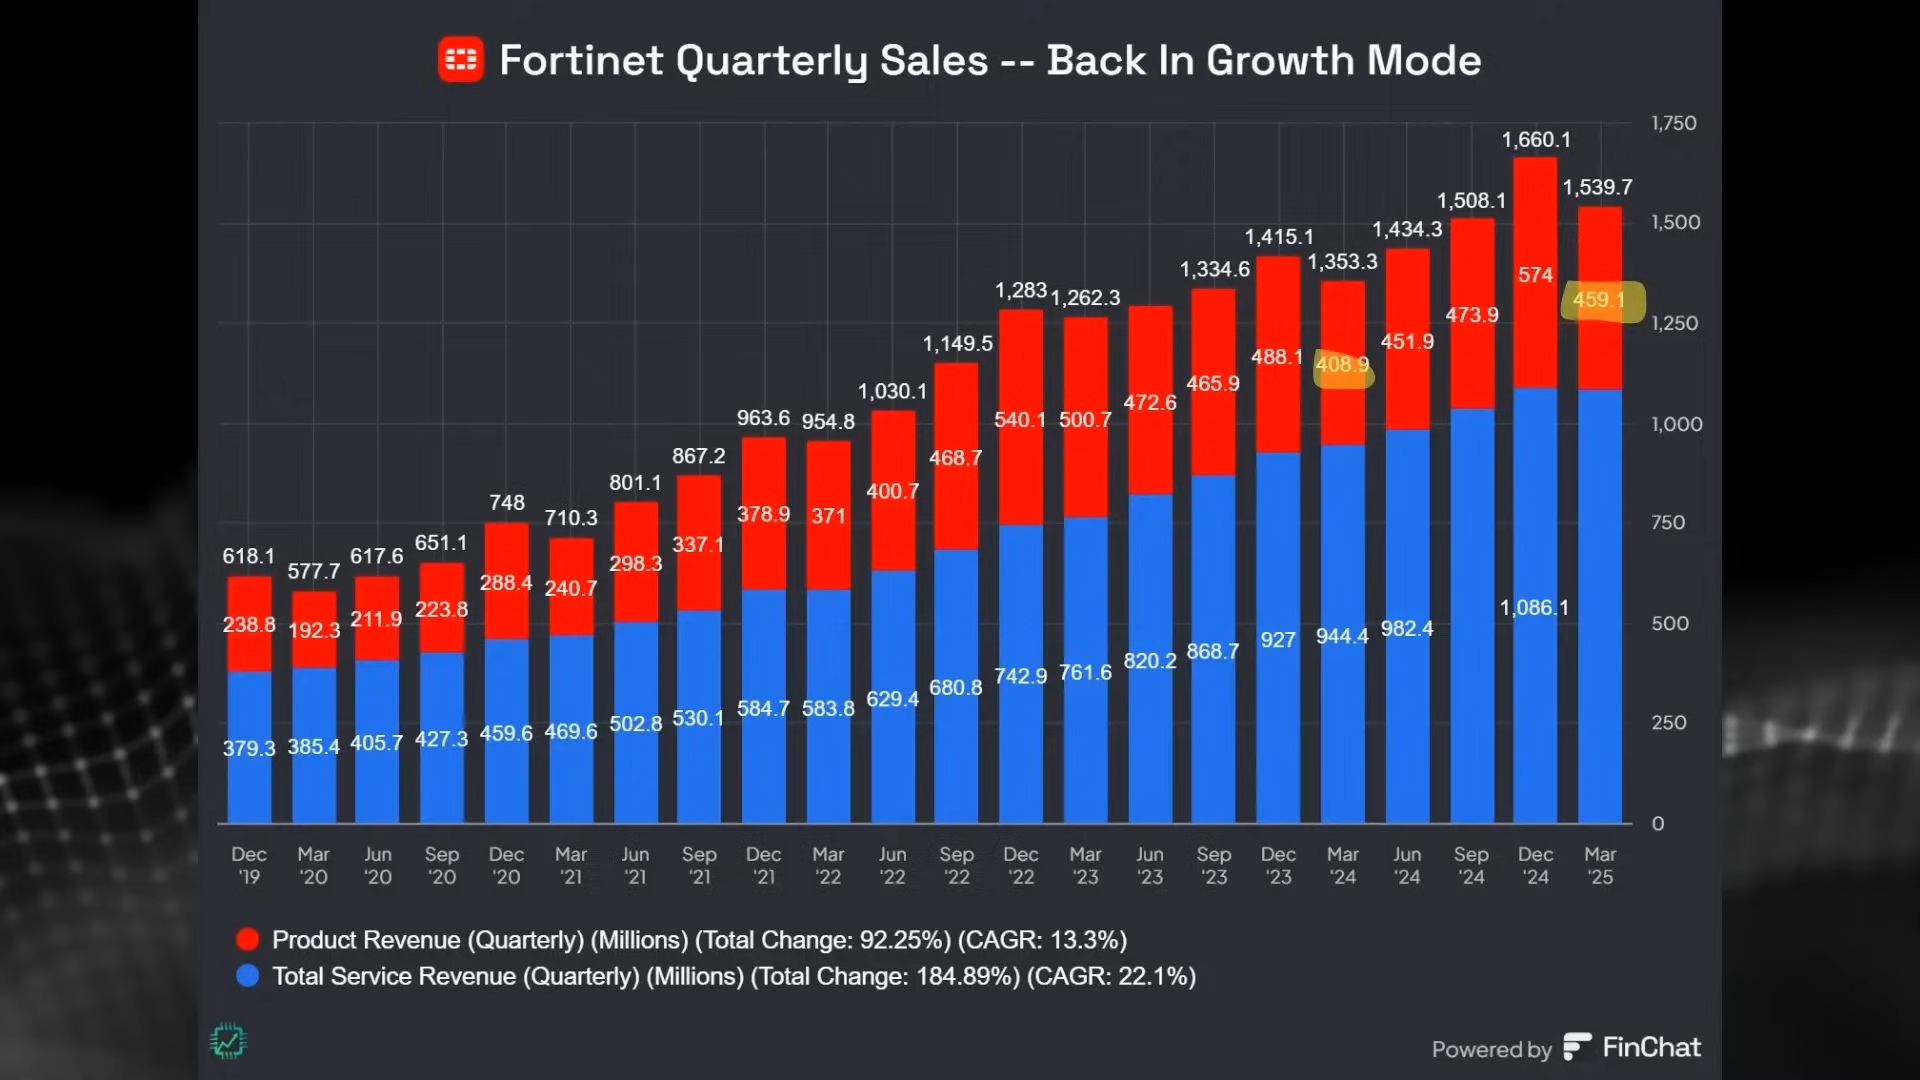 Fortinet Quarterly Sales -- Back In Growth Mode
1,750
1,500
1,250
1,000
750
500
250
0
618.1
577.7
617.6
651.1
748
710.3
801.1
867.2
963.6
954.8
1,030.1
1,149.5
1,283
1,262.3
1,334.6
1,415.1
1,353.3
1,434.3
1,508.1
1,660.1
1,539.7
238.8
192.3
211.9
223.8
288.4
240.7
298.3
337.1
378.9
371
400.7
468.7
540.1
500.7
472.6
465.9
488.1
408.9
451.9
473.9
574
459.1
379.3
385.4
405.7
427.3
459.6
469.6
502.8
530.1
584.7
583.8
629.4
680.8
742.9
761.6
820.2
868.7
927
944.4
982.4
1,086.1
Dec '19
Mar '20
Jun '20
Sep '20
Dec '20
Mar '21
Jun '21
Sep '21
Dec '21
Mar '22
Jun '22
Sep '22
Dec '22
Mar '23
Jun '23
Sep '23
Dec '23
Mar '24
Jun '24
Sep '24
Dec '24
Mar '25
Product Revenue (Quarterly) (Millions) (Total Change: 92.25%) (CAGR: 13.3%)
Total Service Revenue (Quarterly) (Millions) (Total Change: 184.89%) (CAGR: 22.1%)
Powered by FinChat